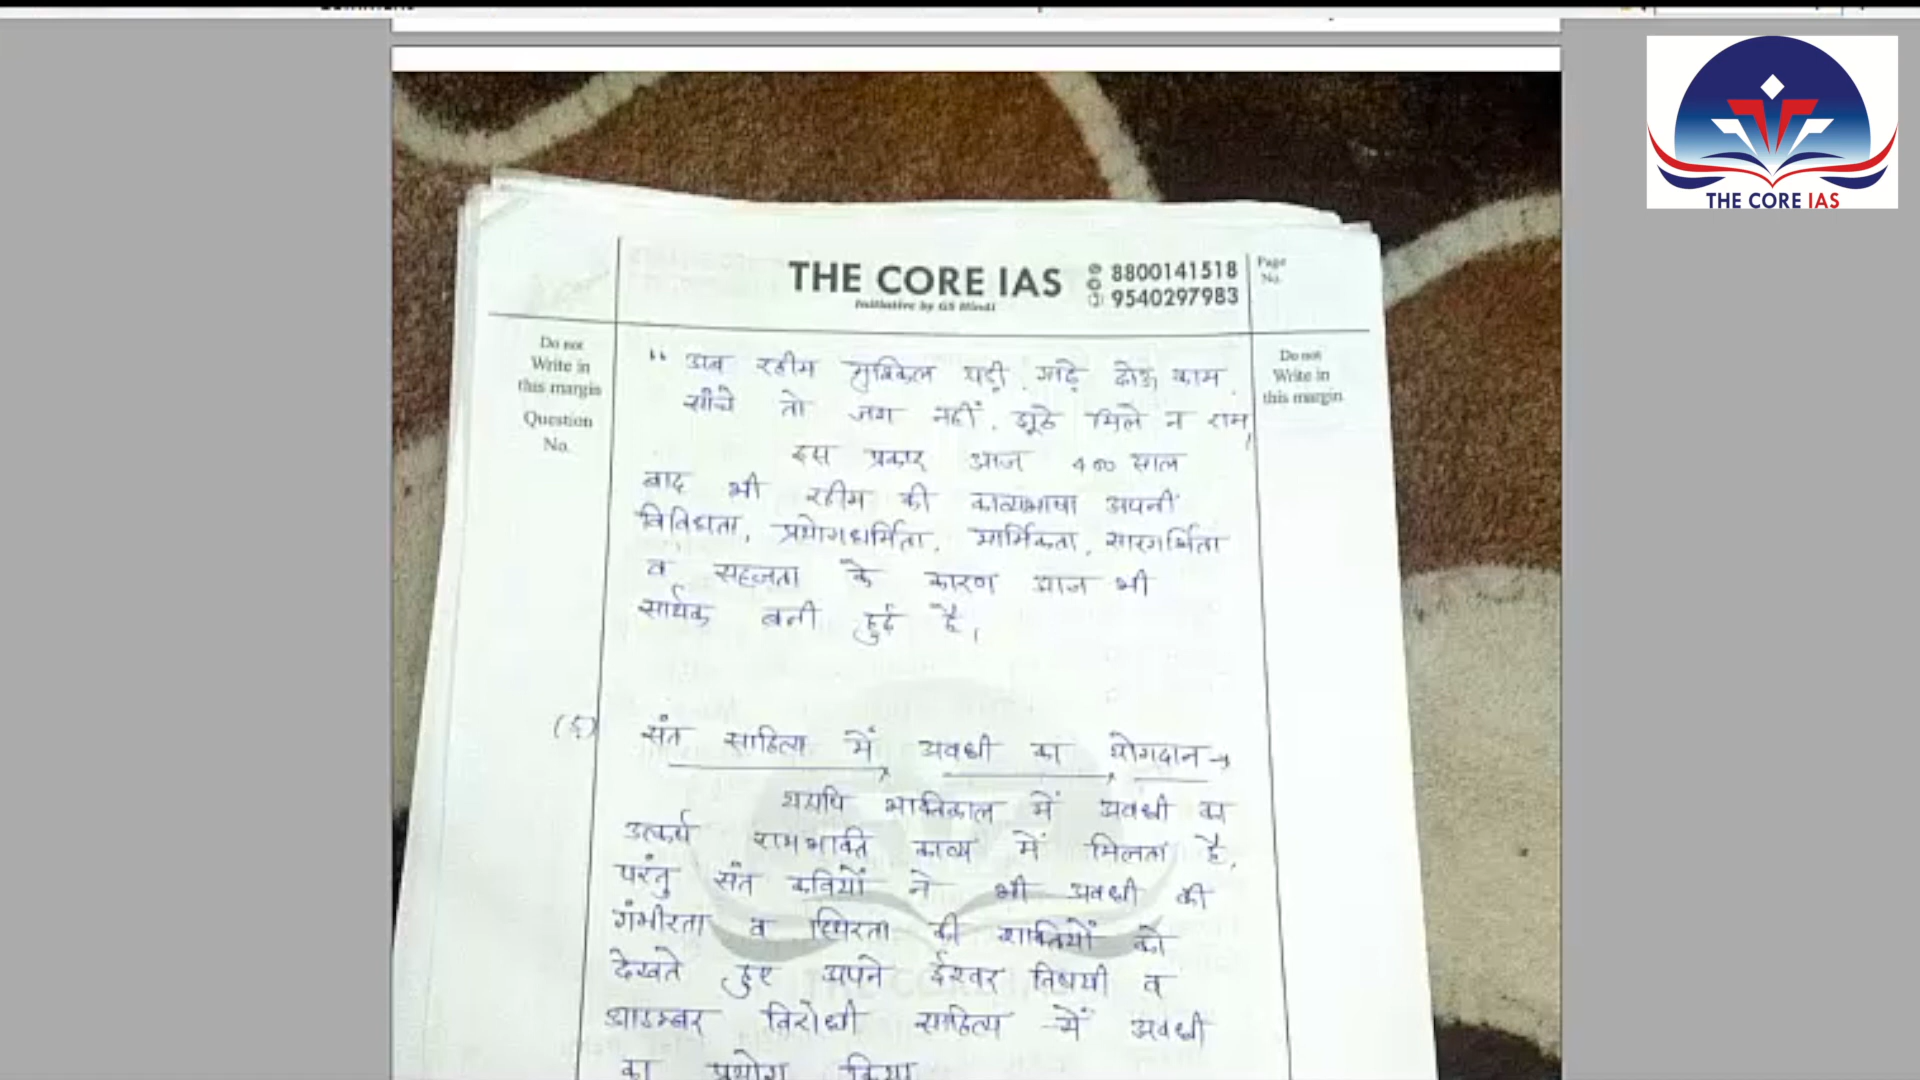 THE CORE IAS
THE CORE IAS
Initiative by GS Hindi
8800141518
9540297983
Page
No.
Do not
Write in
this margin
Question
No.
Do not
Write in
this margin
" अब रहीम मुश्किल पड़ी, गाढ़े दोऊ काम,
साँचे तो जग नहीं, झूठे मिले न राम,
इस प्रकार आज 400 साल
बाद भी रहीम की काव्यभाषा अपनी
विविधता, प्रयोगधर्मिता, मार्मिकता, सारगर्भिता
व सहजता के कारण आज भी
सार्थक बनी हुई है,
संत साहित्य में अवधी का योगदान →
यद्यपि भक्तिकाल में अवधी का
उत्कर्ष रामभक्ति काव्य में मिलता है,
परंतु संत कवियों ने भी अवधी की
गंभीरता व स्थिरता की शक्तियों को
देखते हुए अपने ईश्वर विषयी व
आडम्बर विरोधी साहित्य में अवधी
का प्रयोग किया